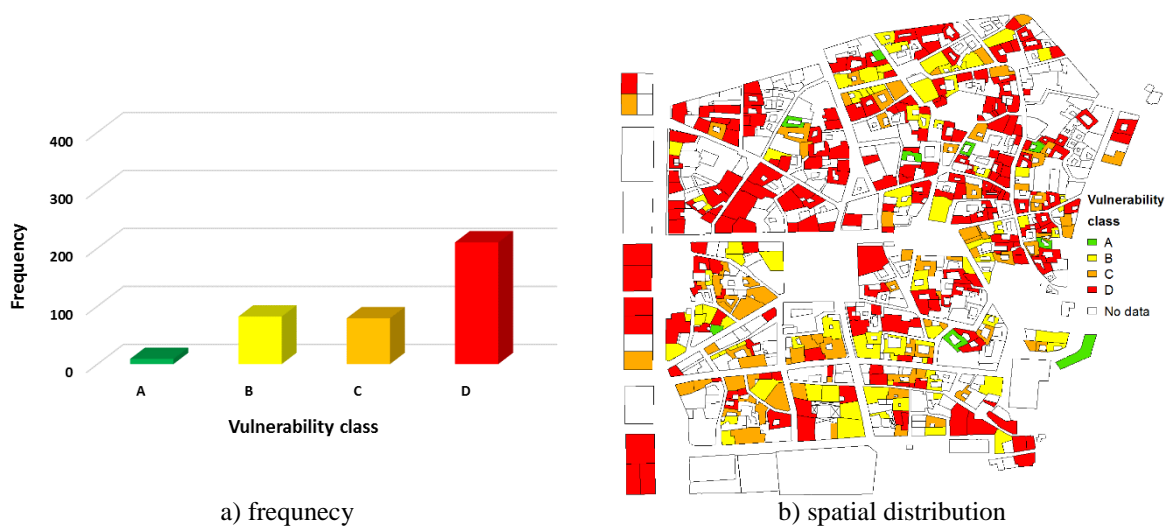 400
300
200
100
0
Frequency
A
B
C
D
Vulnerability class
Vulnerability
class
A
B
C
D
No data
a) frequnecy
b) spatial distribution